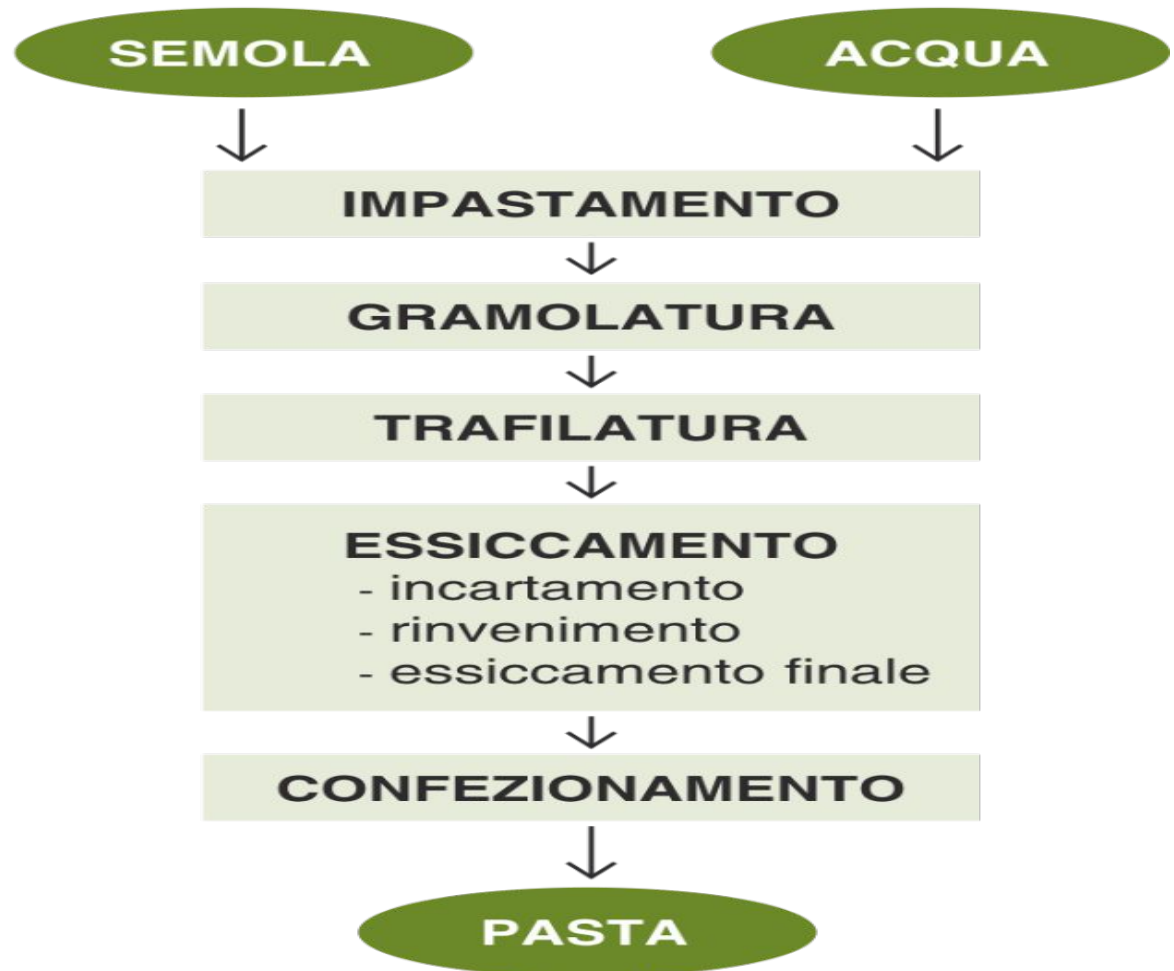 SEMOLA
ACQUA
IMPASTAMENTO
GRAMOLATURA
TRAFILATURA
ESSICCAMENTO
- incartamento
- rinvenimento
- essiccamento finale
CONFEZIONAMENTO
PASTA